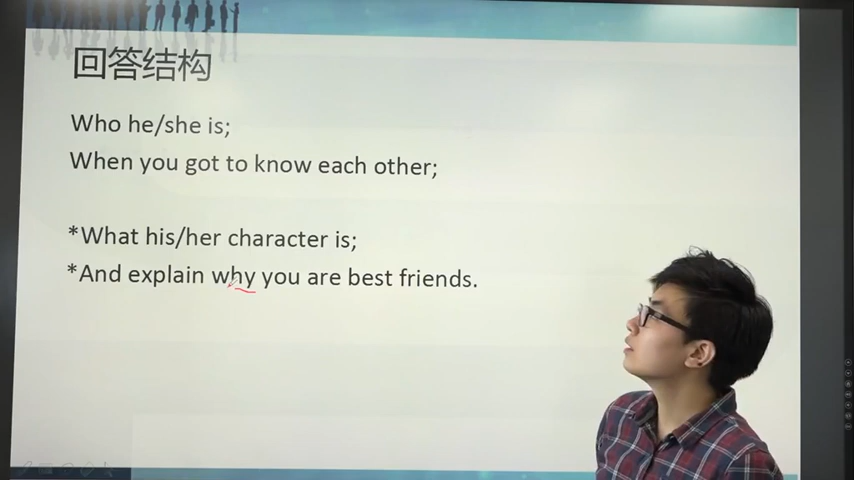 回答结构
Who he/she is;
When you got to know each other;
*What his/her character is;
*And explain why you are best friends.